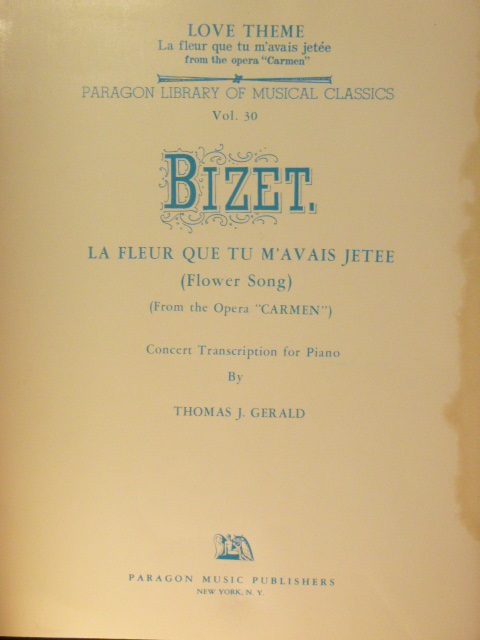 LOVE THEME
La fleur que tu m'avais jetée
from the opera "Carmen"
PARAGON LIBRARY OF MUSICAL CLASSICS
Vol. 30
BIZET.
LA FLEUR QUE TU M'AVAIS JETEE
(Flower Song)
(From the Opera "CARMEN")
Concert Transcription for Piano
By
THOMAS J. GERALD
PARAGON MUSIC PUBLISHERS
NEW YORK, N. Y.